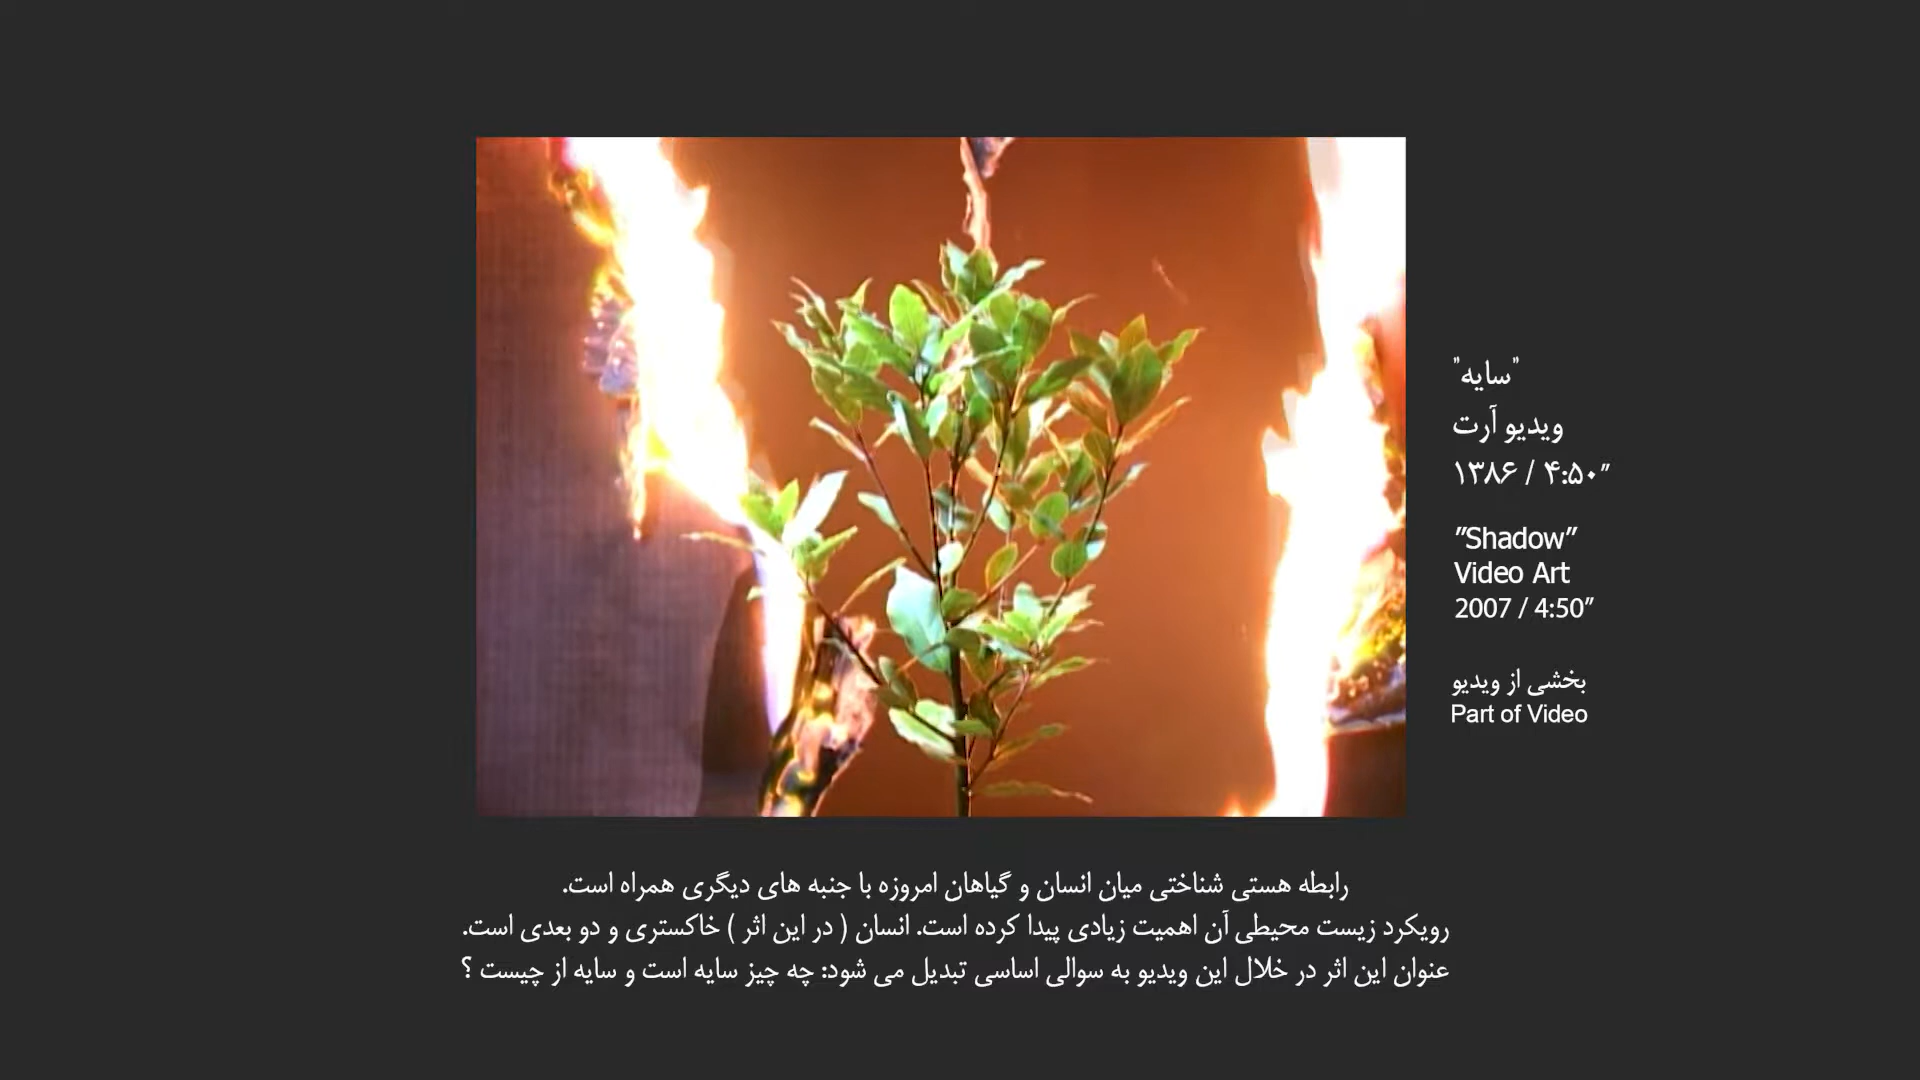 "سایه"
ویدیو آرت
۱۳۸۶ / ۴:۵۰"
"Shadow"
Video Art
2007 / 4:50"
بخشی از ویدیو
Part of Video
رابطه هستی شناختی میان انسان و گیاهان امروزه با جنبه های دیگری همراه است.
رویکرد زیست محیطی آن اهمیت زیادی پیدا کرده است. انسان ( در این اثر ) خاکستری و دو بعدی است.
عنوان این اثر در خلال این ویدیو به سوالی اساسی تبدیل می شود: چه چیز سایه است و سایه از چیست ؟